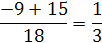 (−9 + 15)/18 = 1/3